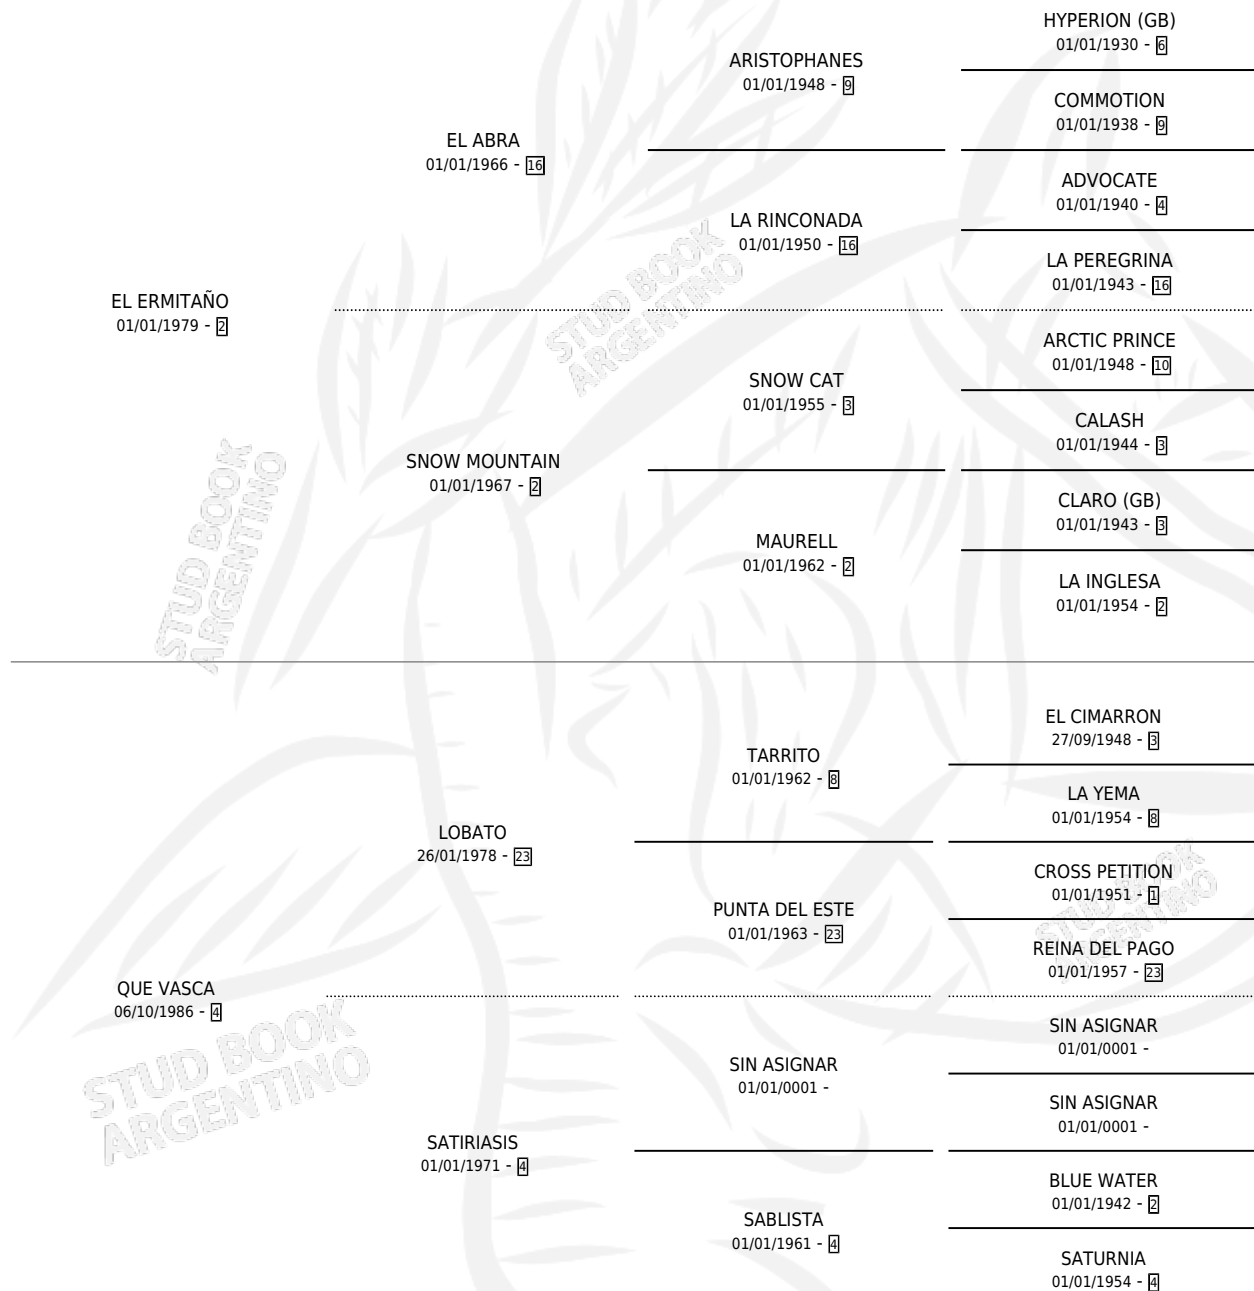 EL ERMITAÑO
01/01/1979 - 2
EL ABRA
01/01/1966 - 16
SNOW MOUNTAIN
01/01/1967 - 2
ARISTOPHANES
01/01/1948 - 9
LA RINCONADA
01/01/1950 - 16
SNOW CAT
01/01/1955 - 3
MAURELL
01/01/1962 - 2
HYPERION (GB)
01/01/1930 - 6
COMMOTION
01/01/1938 - 9
ADVOCATE
01/01/1940 - 4
LA PEREGRINA
01/01/1943 - 16
ARCTIC PRINCE
01/01/1948 - 10
CALASH
01/01/1944 - 3
CLARO (GB)
01/01/1943 - 3
LA INGLESA
01/01/1954 - 2
QUE VASCA
06/10/1986 - 4
LOBATO
26/01/1978 - 23
SATIRIASIS
01/01/1971 - 4
TARRITO
01/01/1962 - 8
PUNTA DEL ESTE
01/01/1963 - 23
SIN ASIGNAR
01/01/0001 -
SABLISTA
01/01/1961 - 4
EL CIMARRON
27/09/1948 - 3
LA YEMA
01/01/1954 - 8
CROSS PETITION
01/01/1951 - 1
REINA DEL PAGO
01/01/1957 - 23
SIN ASIGNAR
01/01/0001 -
SIN ASIGNAR
01/01/0001 -
BLUE WATER
01/01/1942 - 2
SATURNIA
01/01/1954 - 4
STUD BOOK
ARGENTINO
STUD BOOK
ARGENTINO
STUD BOOK
ARGENTINO
STUD BOOK
ARGENTINO